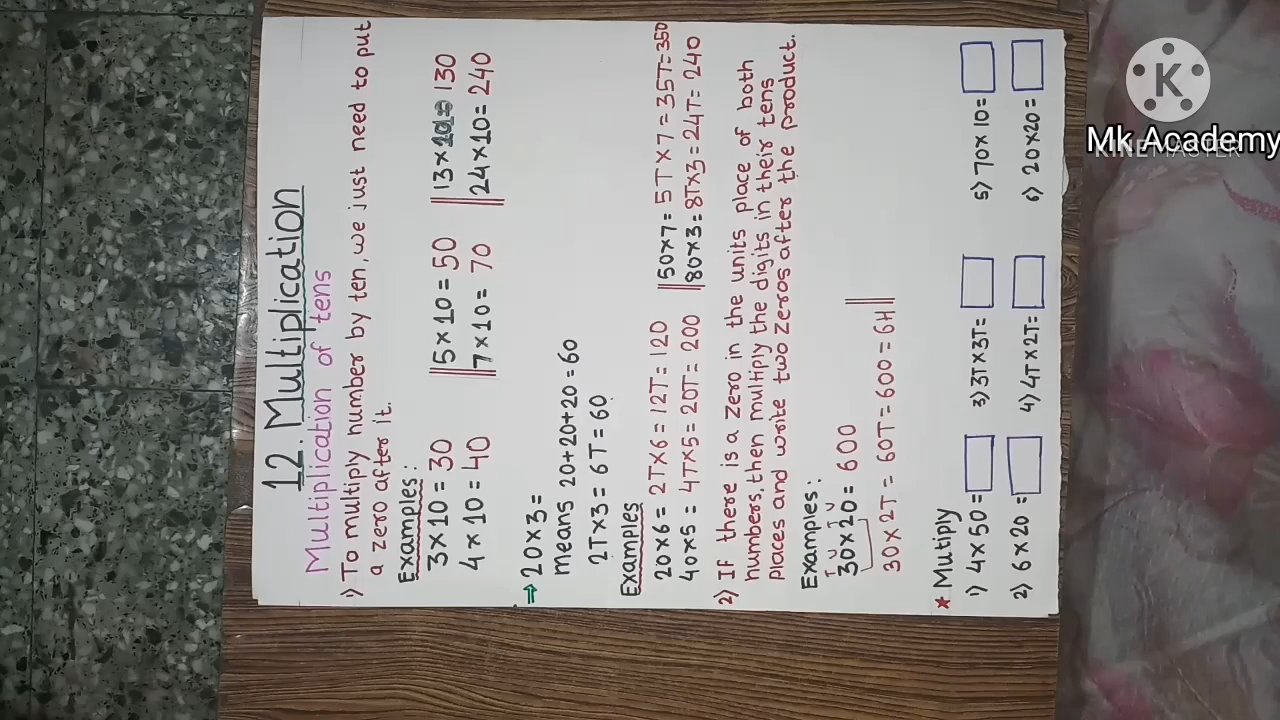 12. Multiplication
Multiplication of tens
1) To multiply number by ten, we just need to put
a zero after it.
Examples:
3 × 10 = 30 5 × 10 = 50 13 × 10 = 130
4 × 10 = 40 7 × 10 = 70 24 × 10 = 240
⇒ 20 × 3 =
means 20+20+20 = 60
2T × 3 = 6T = 60
Examples
20 × 6 = 2T × 6 = 12T = 120 50 × 7 = 5T × 7 = 35T = 350
40 × 5 = 4T × 5 = 20T = 200 80 × 3 = 8T × 3 = 24T = 240
2) If there is a zero in the units place of both
numbers, then multiply the digits in their tens
places and write two zeros after the product.
Examples:
T U T U
30 × 20 = 600
30 × 2T = 60T = 600 = 6H
* Mutiply
1) 4 × 50 = 3) 3T × 3T = 5) 70 × 10 =
2) 6 × 20 = 4) 4T × 2T = 6) 20 × 20 =
K
Mk Academy
KINEMASTER